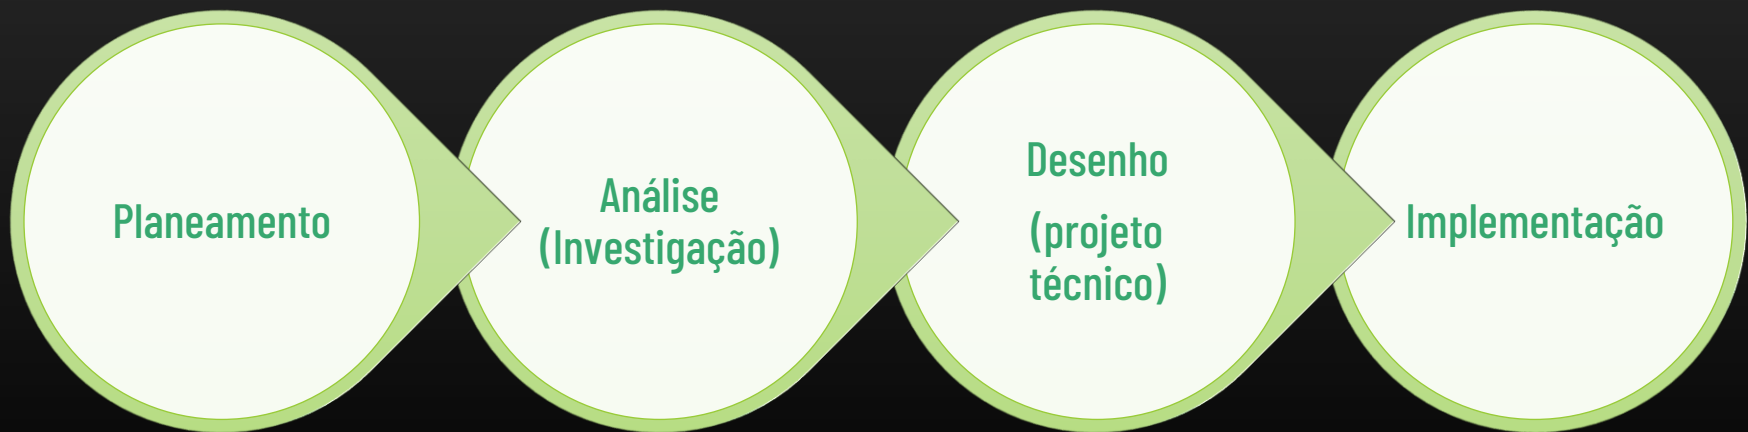 Planeamento
Análise
(Investigação)
Desenho
(projeto
técnico)
Implementação